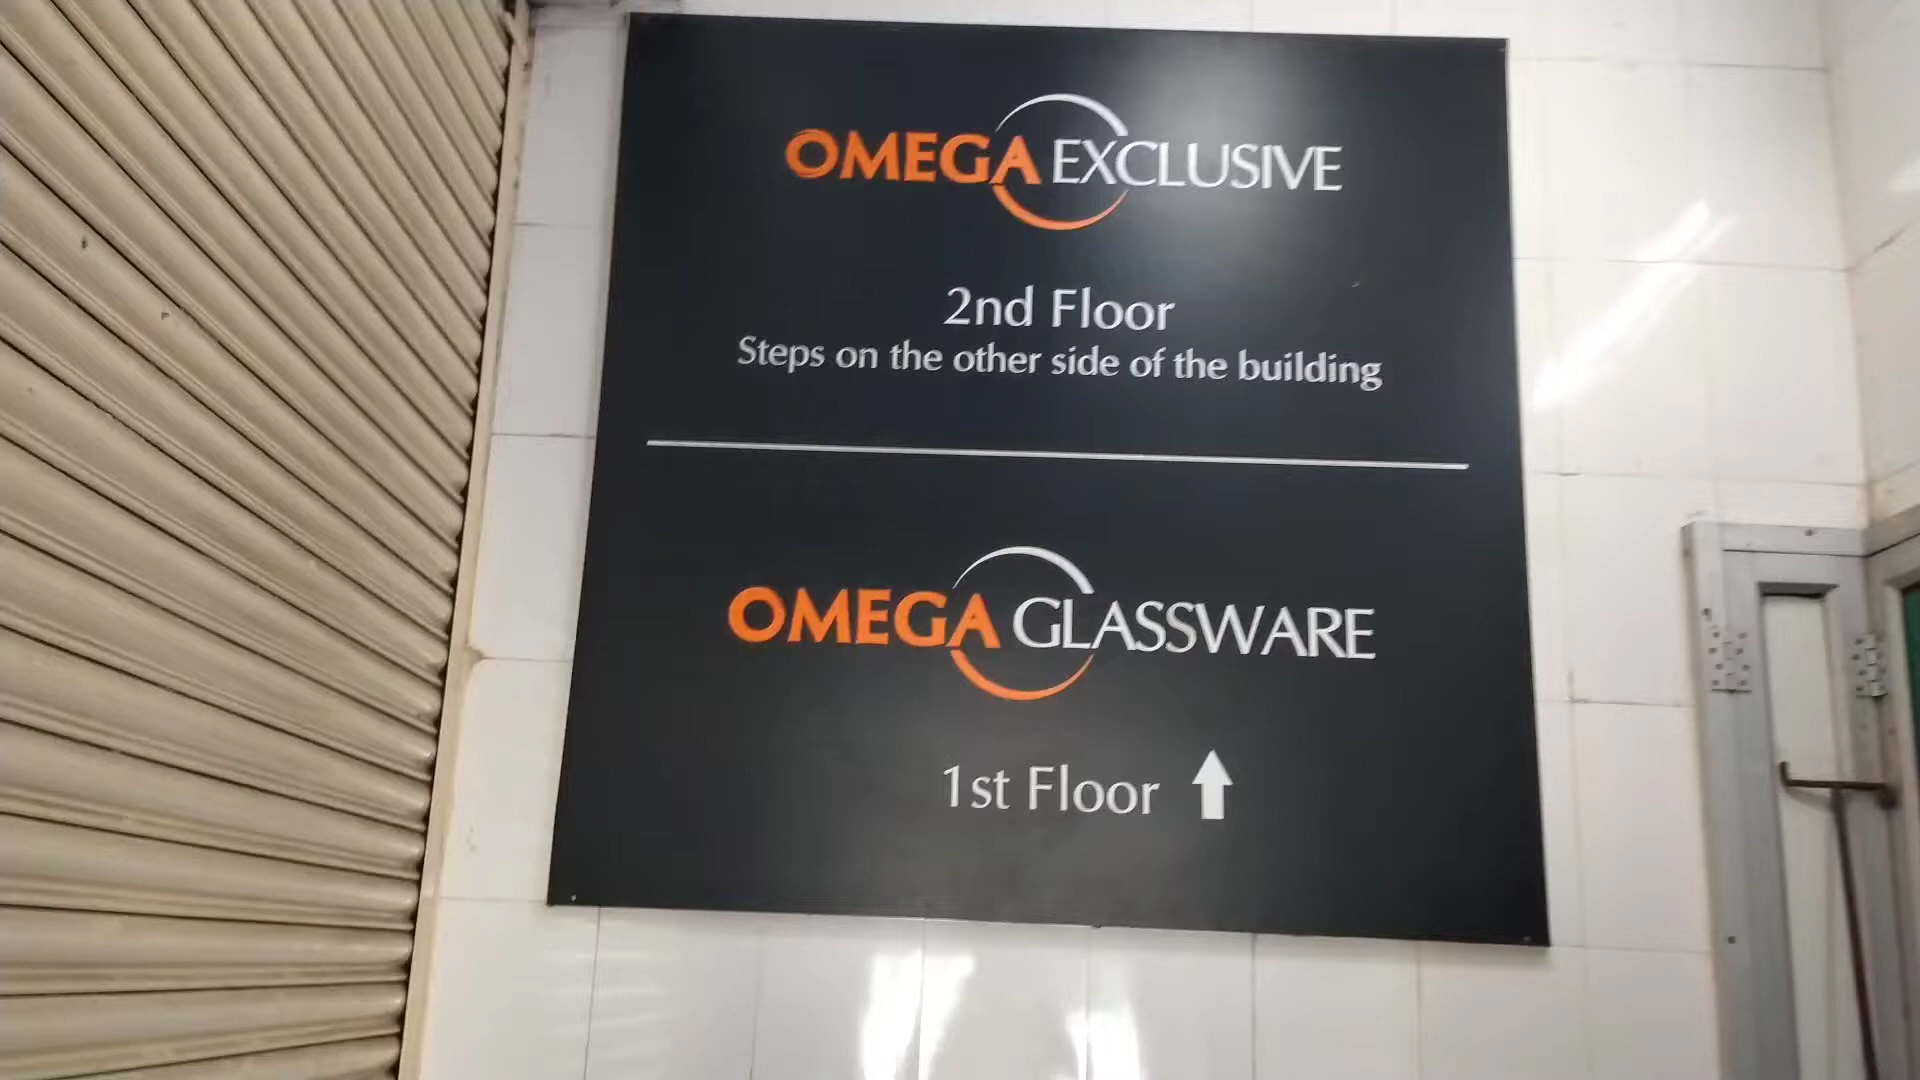 OMEGA EXCLUSIVE
2nd Floor
Steps on the other side of the building
OMEGA GLASSWARE
1st Floor